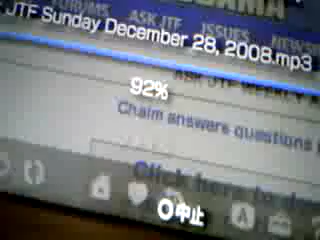 FORUMS ASK JTF ISSUES NEWS
JTF Sunday December 28, 2008.mp3
92%
Chaim answers questions
Click here to
中止
A